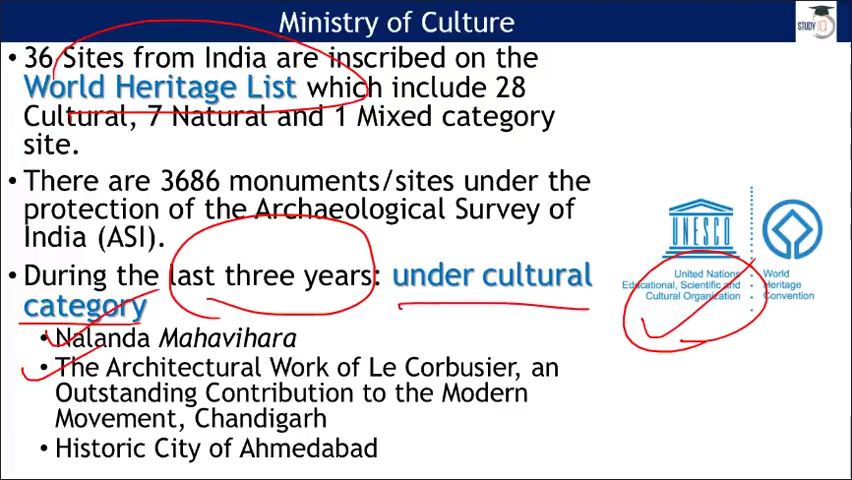 Ministry of Culture
STUDY IQ
• 36 Sites from India are inscribed on the
World Heritage List which include 28
Cultural, 7 Natural and 1 Mixed category
site.
• There are 3686 monuments/sites under the
protection of the Archaeological Survey of
India (ASI).
• During the last three years: under cultural
category
• Nalanda Mahavihara
• The Architectural Work of Le Corbusier, an
Outstanding Contribution to the Modern
Movement, Chandigarh
• Historic City of Ahmedabad
UNESCO
United Nations
Educational, Scientific and
Cultural Organization
World
Heritage
Convention